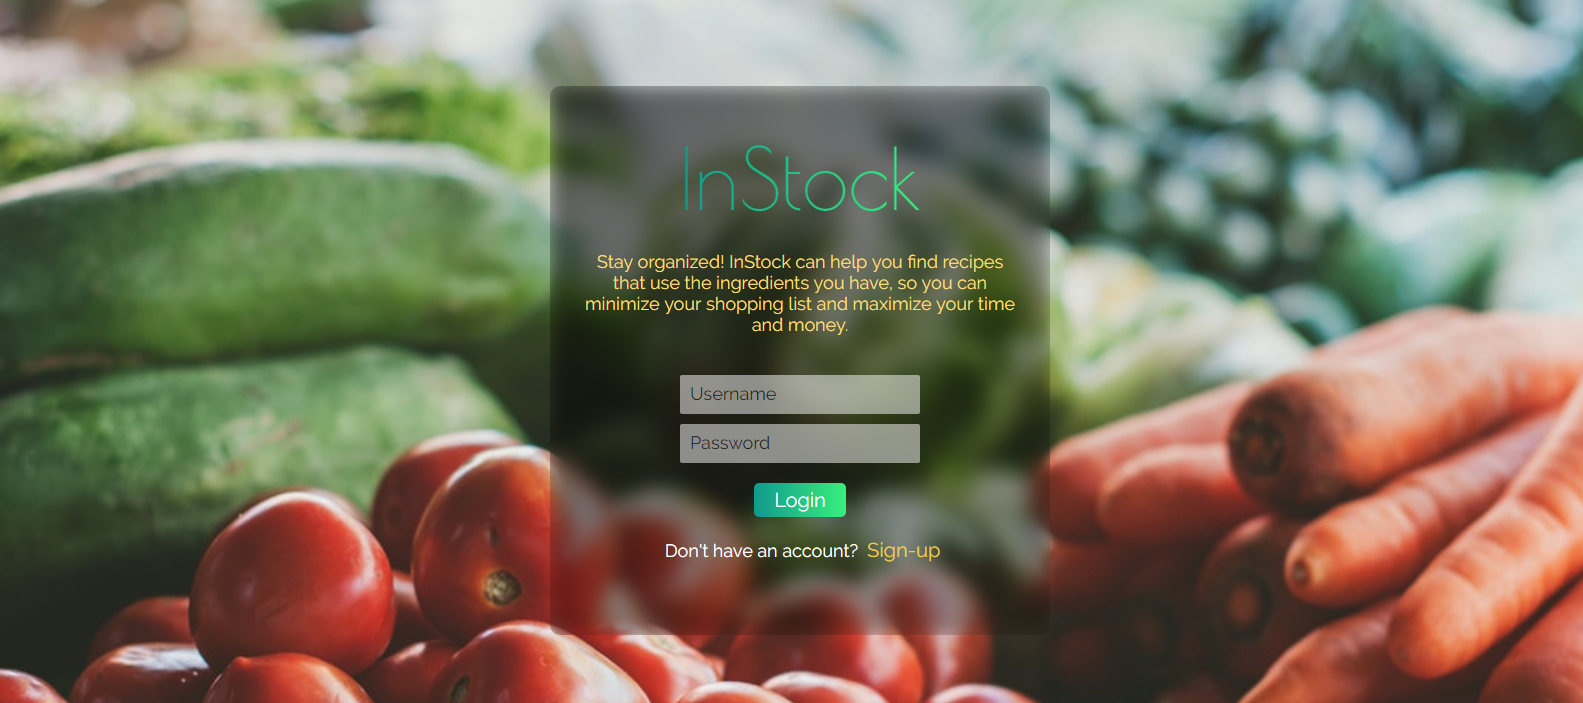 InStock
Stay organized! InStock can help you find recipes
that use the ingredients you have, so you can
minimize your shopping list and maximize your time
and money.
Username
Password
Login
Don't have an account? Sign-up